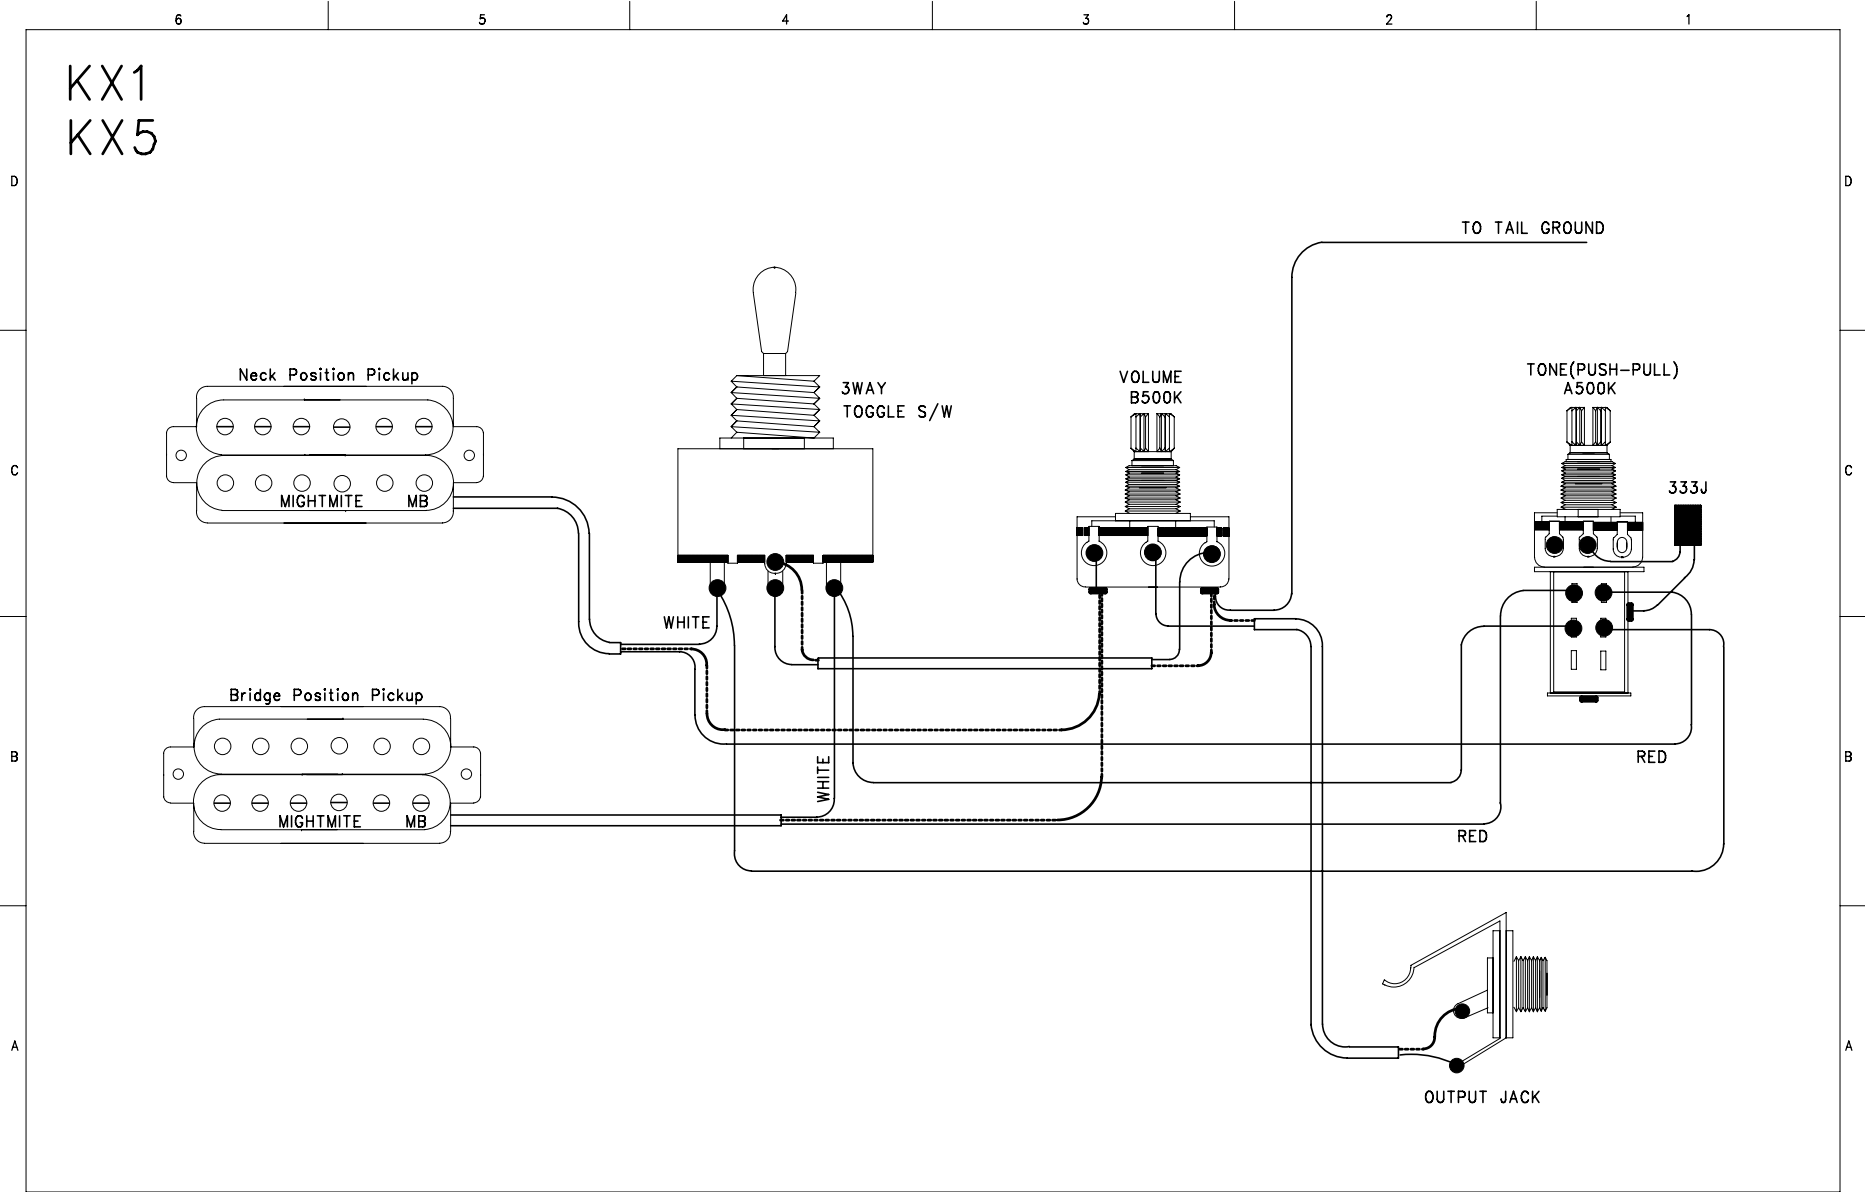 6 5 4 3 2 1
KX1
KX5
D D
TO TAIL GROUND
Neck Position Pickup
3WAY
TOGGLE S/W
VOLUME
B500K
TONE(PUSH-PULL)
A500K
C C
333J
MIGHTMITE MB
WHITE
Bridge Position Pickup
B B
RED
WHITE
MIGHTMITE MB
RED
A A
OUTPUT JACK